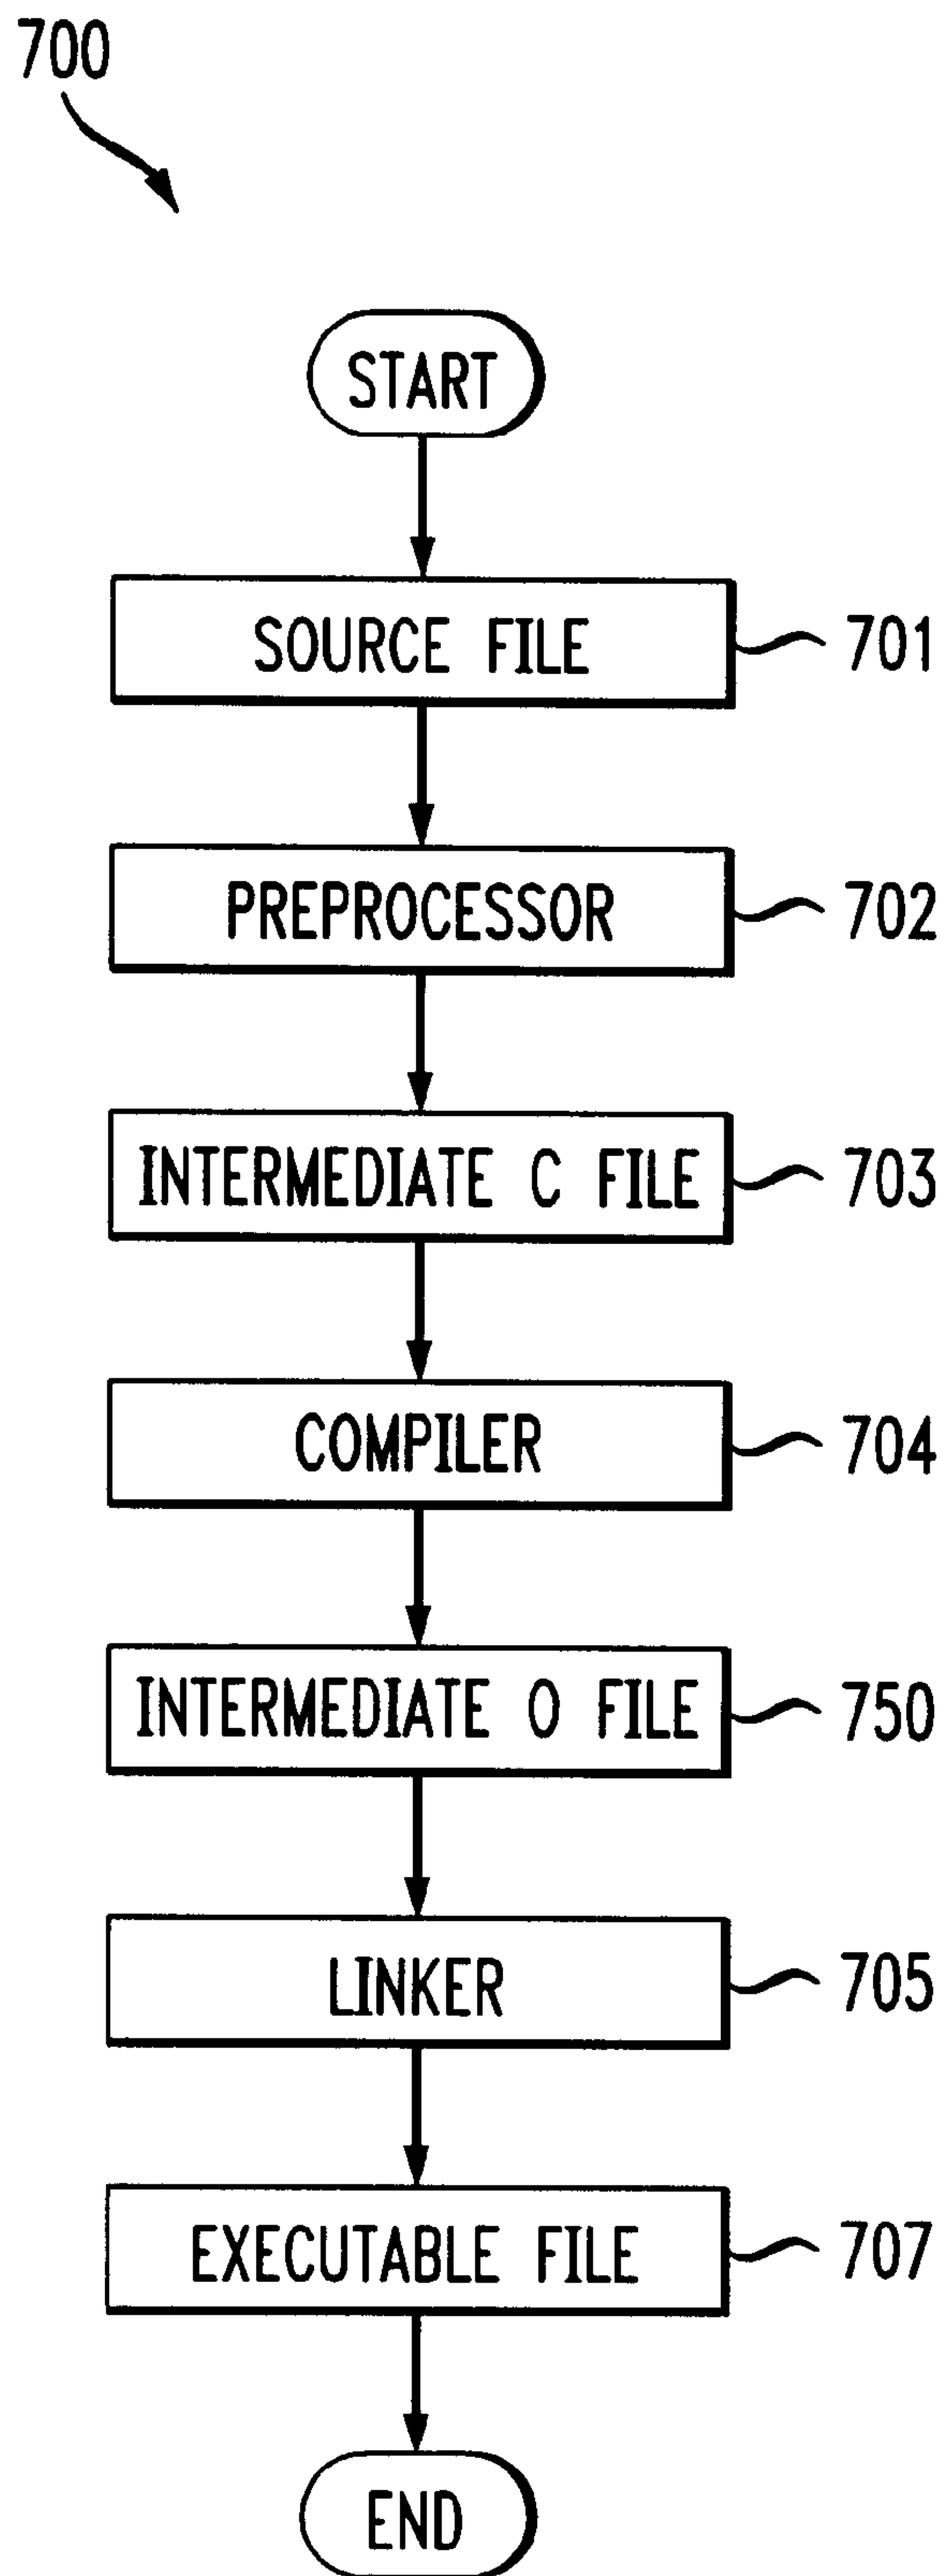 700
START
SOURCE FILE 701
PREPROCESSOR 702
INTERMEDIATE C FILE 703
COMPILER 704
INTERMEDIATE O FILE 750
LINKER 705
EXECUTABLE FILE 707
END